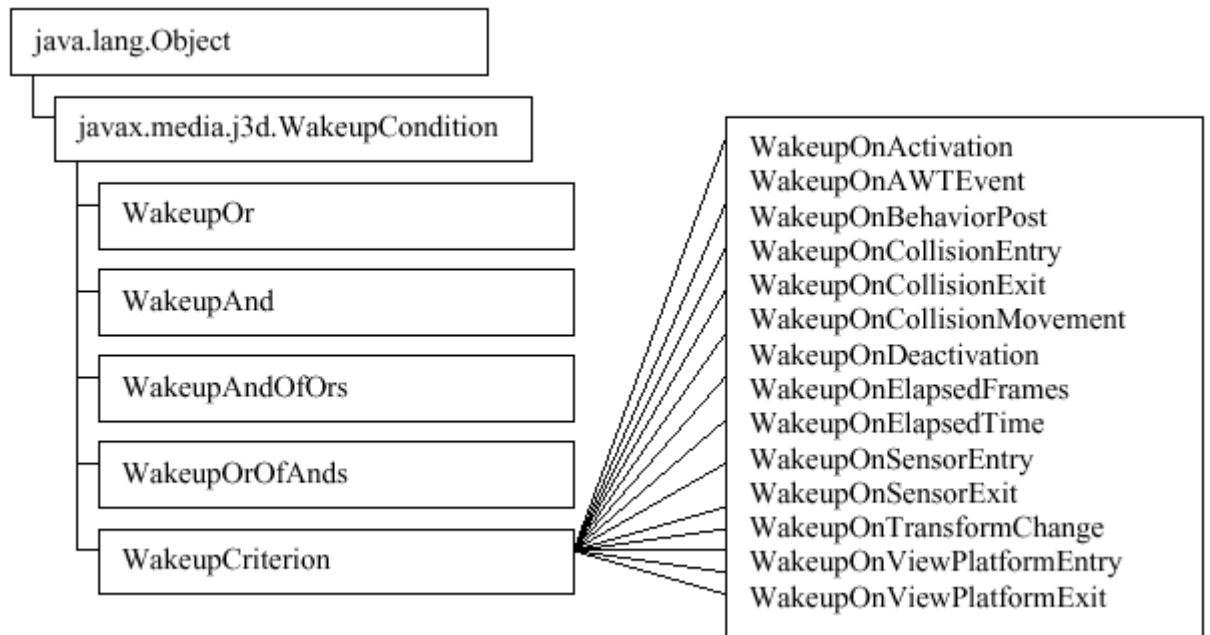 java.lang.Object
javax.media.j3d.WakeupCondition
WakeupOr
WakeupAnd
WakeupAndOfOrs
WakeupOrOfAnds
WakeupCriterion
WakeupOnActivation
WakeupOnAWTEvent
WakeupOnBehaviorPost
WakeupOnCollisionEntry
WakeupOnCollisionExit
WakeupOnCollisionMovement
WakeupOnDeactivation
WakeupOnElapsedFrames
WakeupOnElapsedTime
WakeupOnSensorEntry
WakeupOnSensorExit
WakeupOnTransformChange
WakeupOnViewPlatformEntry
WakeupOnViewPlatformExit